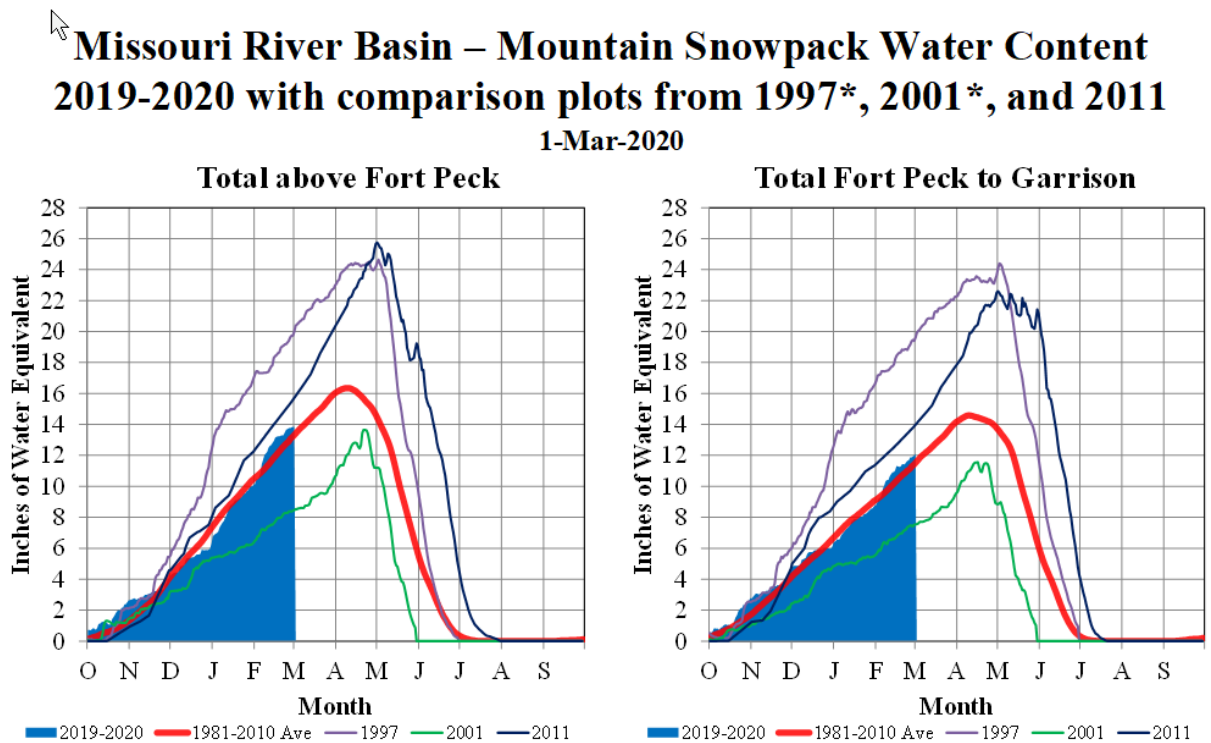 Missouri River Basin – Mountain Snowpack Water Content
2019-2020 with comparison plots from 1997*, 2001*, and 2011
1-Mar-2020
Total above Fort Peck
28
26
24
22
20
18
16
14
12
10
8
6
4
2
0
Inches of Water Equivalent
O N D J F M A M J J A S
Month
2019-2020 1981-2010 Ave 1997 2001 2011
Total Fort Peck to Garrison
28
26
24
22
20
18
16
14
12
10
8
6
4
2
0
Inches of Water Equivalent
O N D J F M A M J J A S
Month
2019-2020 1981-2010 Ave 1997 2001 2011